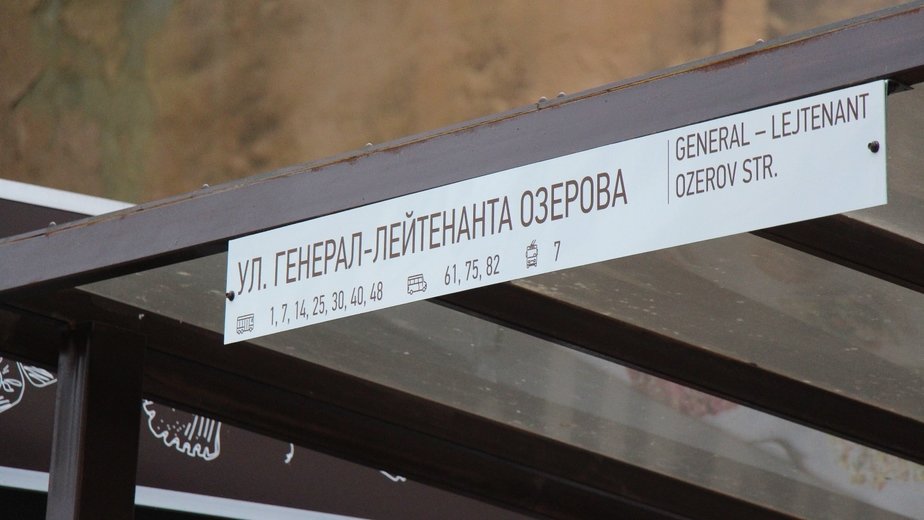 УЛ. ГЕНЕРАЛ-ЛЕЙТЕНАНТА ОЗЕРОВА
1, 7, 14, 25, 30, 40, 48 61, 75, 82 7
GENERAL – LEJTENANT
OZEROV STR.